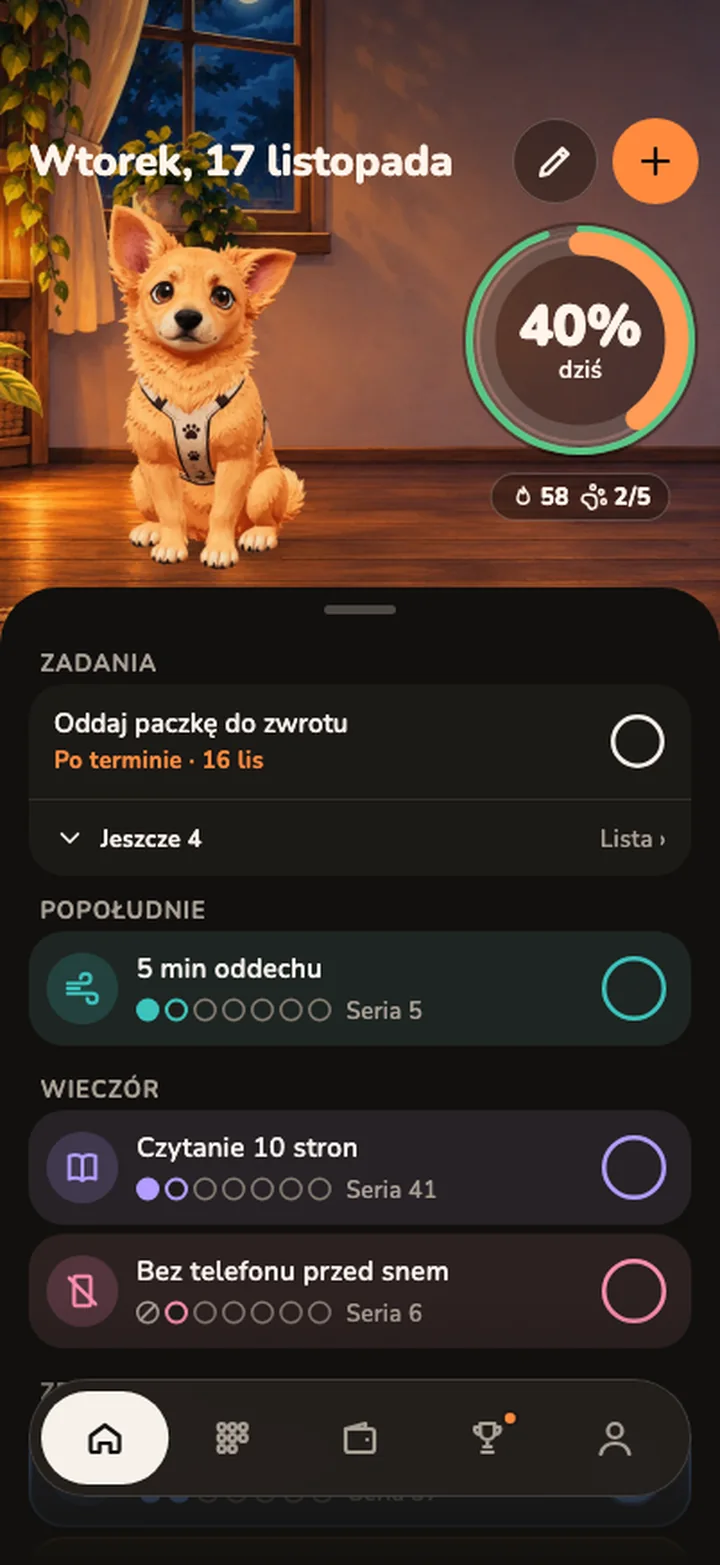 Wtorek, 17 listopada
40%
dziś
58 2/5
ZADANIA
Oddaj paczkę do zwrotu
Po terminie · 16 lis
Jeszcze 4
Lista ›
POPOŁUDNIE
5 min oddechu
Seria 5
WIECZÓR
Czytanie 10 stron
Seria 41
Bez telefonu przed snem
Seria 6